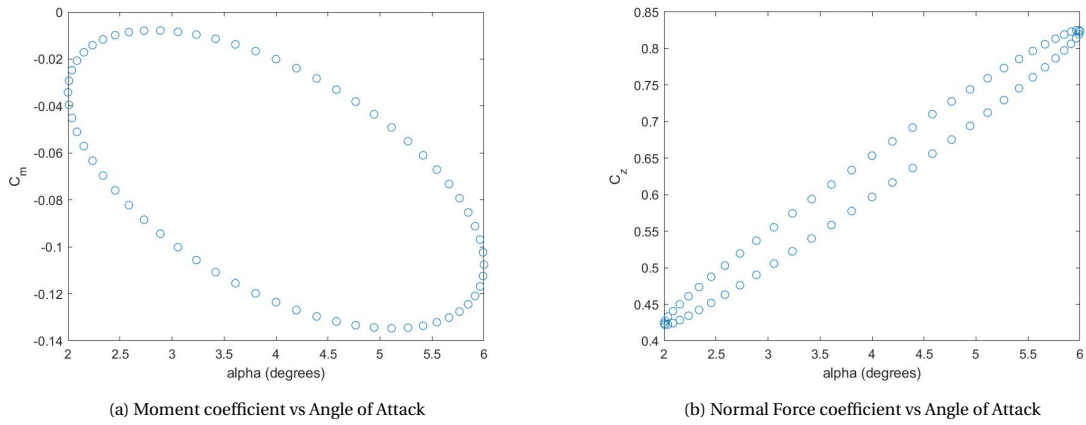 0
-0.02
-0.04
-0.06
-0.08
-0.1
-0.12
-0.14
C_m
2 2.5 3 3.5 4 4.5 5 5.5 6
alpha (degrees)
(a) Moment coefficient vs Angle of Attack
0.85
0.8
0.75
0.7
0.65
0.6
0.55
0.5
0.45
0.4
C_z
2 2.5 3 3.5 4 4.5 5 5.5 6
alpha (degrees)
(b) Normal Force coefficient vs Angle of Attack